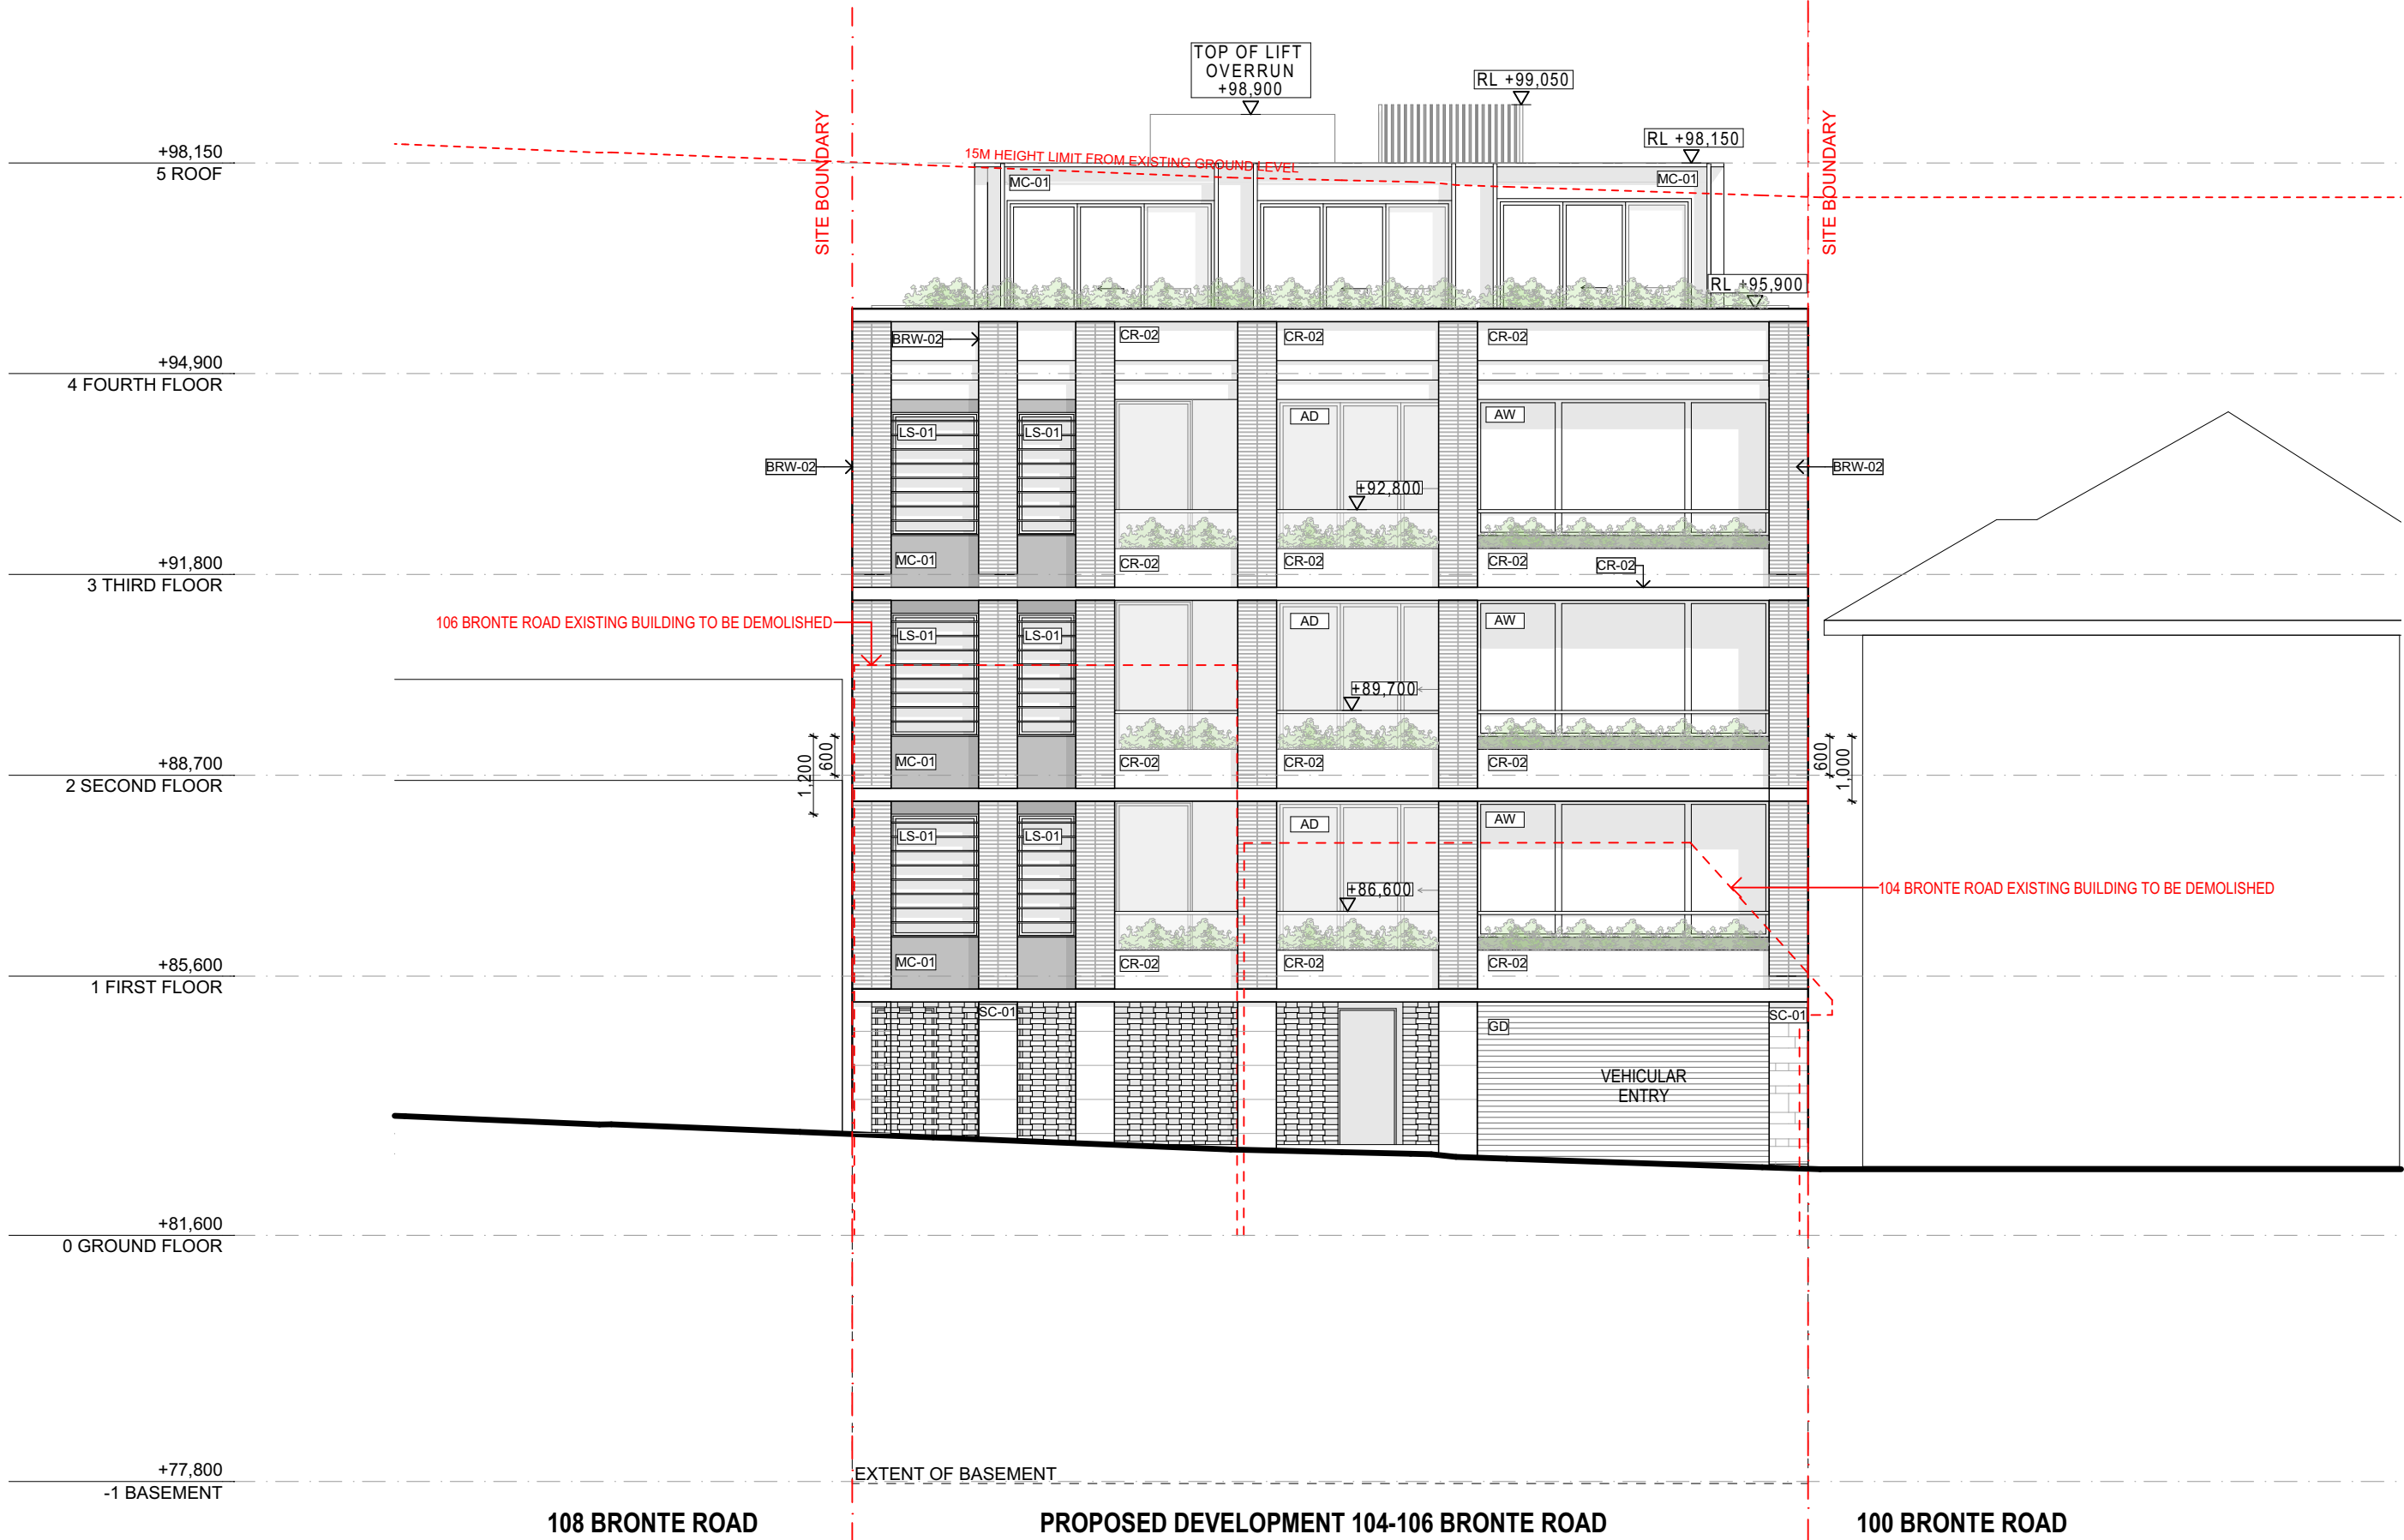 TOP OF LIFT
OVERRUN
+98,900
RL +99,050
RL +98,150
SITE BOUNDARY
SITE BOUNDARY
+98,150
5 ROOF
15M HEIGHT LIMIT FROM EXISTING GROUND LEVEL
MC-01
MC-01
RL +95,900
BRW-02
CR-02
CR-02
CR-02
+94,900
4 FOURTH FLOOR
AD
AW
LS-01
LS-01
BRW-02
BRW-02
+92,800
MC-01
CR-02
CR-02
CR-02
CR-02
+91,800
3 THIRD FLOOR
106 BRONTE ROAD EXISTING BUILDING TO BE DEMOLISHED
AD
AW
LS-01
LS-01
+89,700
1,200
600
600
1,000
MC-01
CR-02
CR-02
CR-02
+88,700
2 SECOND FLOOR
AD
AW
LS-01
LS-01
+86,600
104 BRONTE ROAD EXISTING BUILDING TO BE DEMOLISHED
MC-01
CR-02
CR-02
CR-02
+85,600
1 FIRST FLOOR
SC-01
SC-01
GD
VEHICULAR
ENTRY
+81,600
0 GROUND FLOOR
+77,800
-1 BASEMENT
EXTENT OF BASEMENT
108 BRONTE ROAD
PROPOSED DEVELOPMENT 104-106 BRONTE ROAD
100 BRONTE ROAD